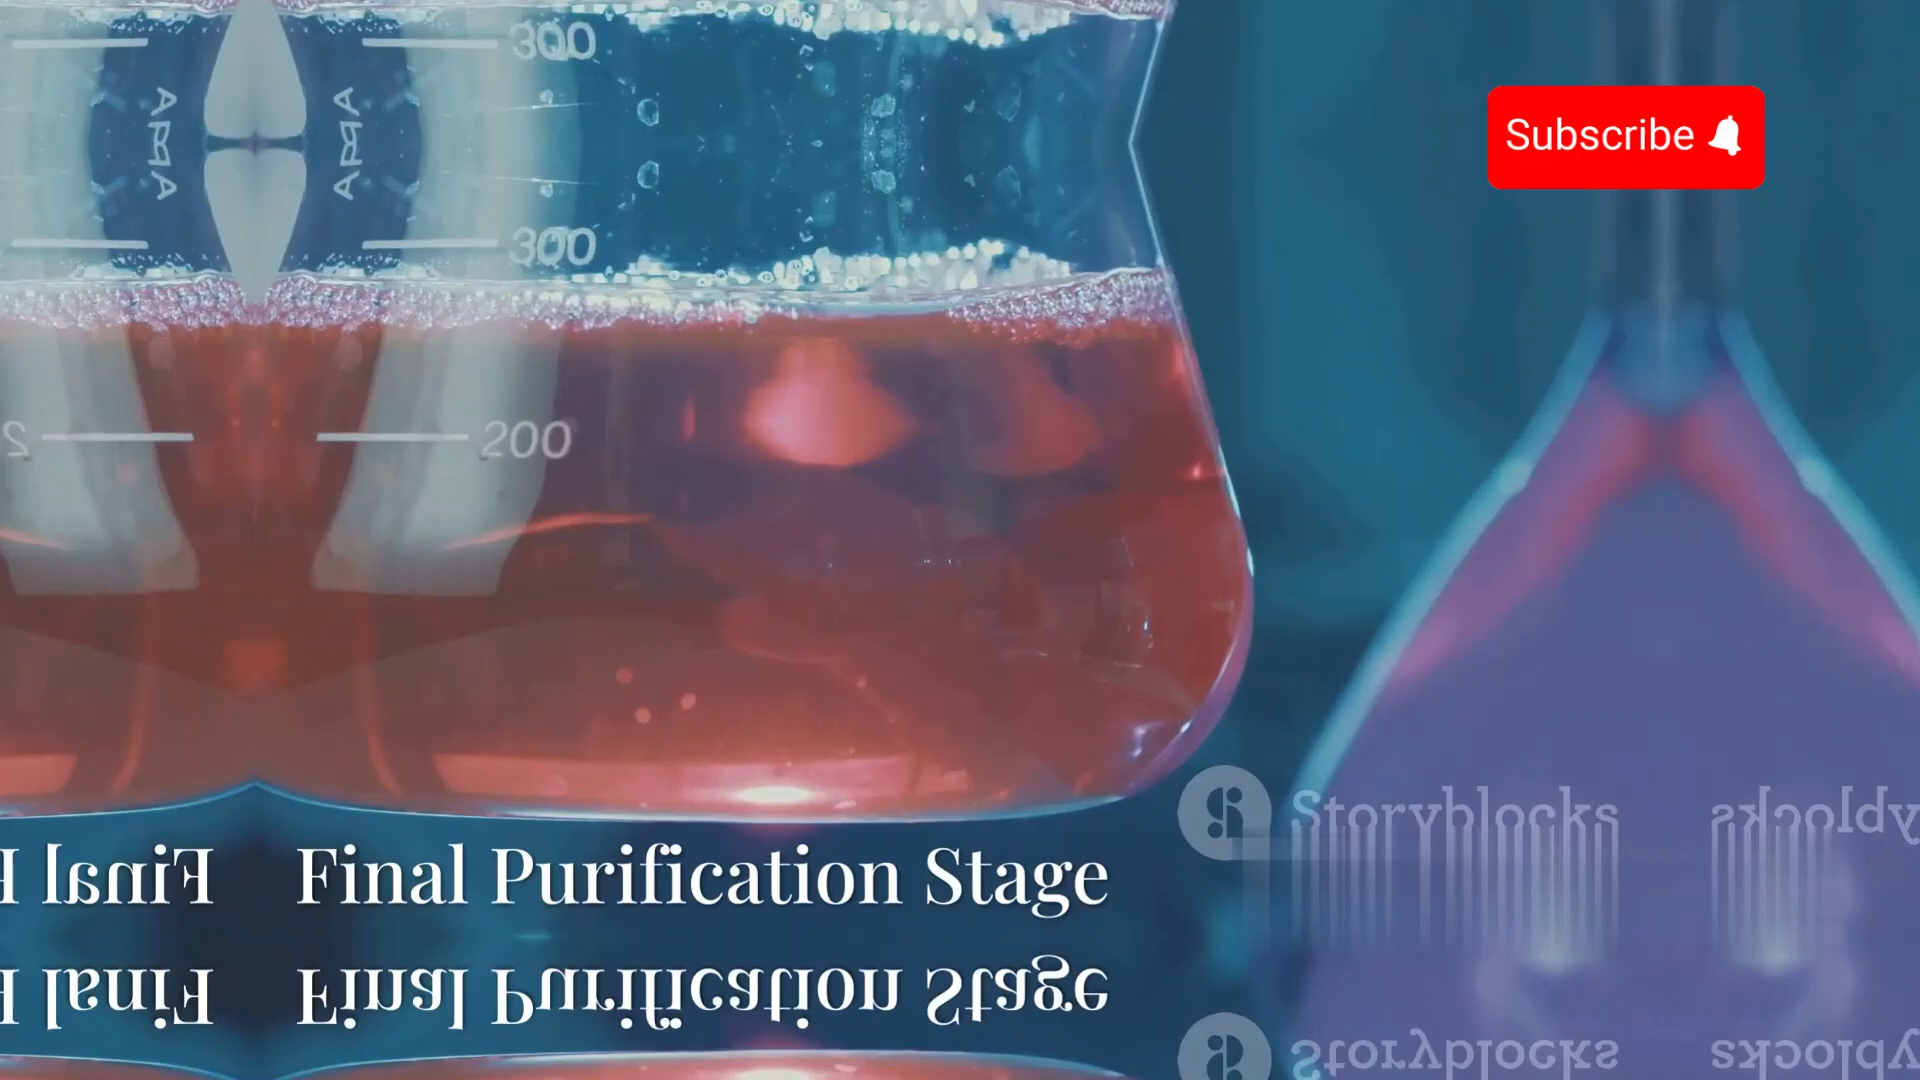 300
Subscribe
300
200
Storyblocks
Final Purification Stage